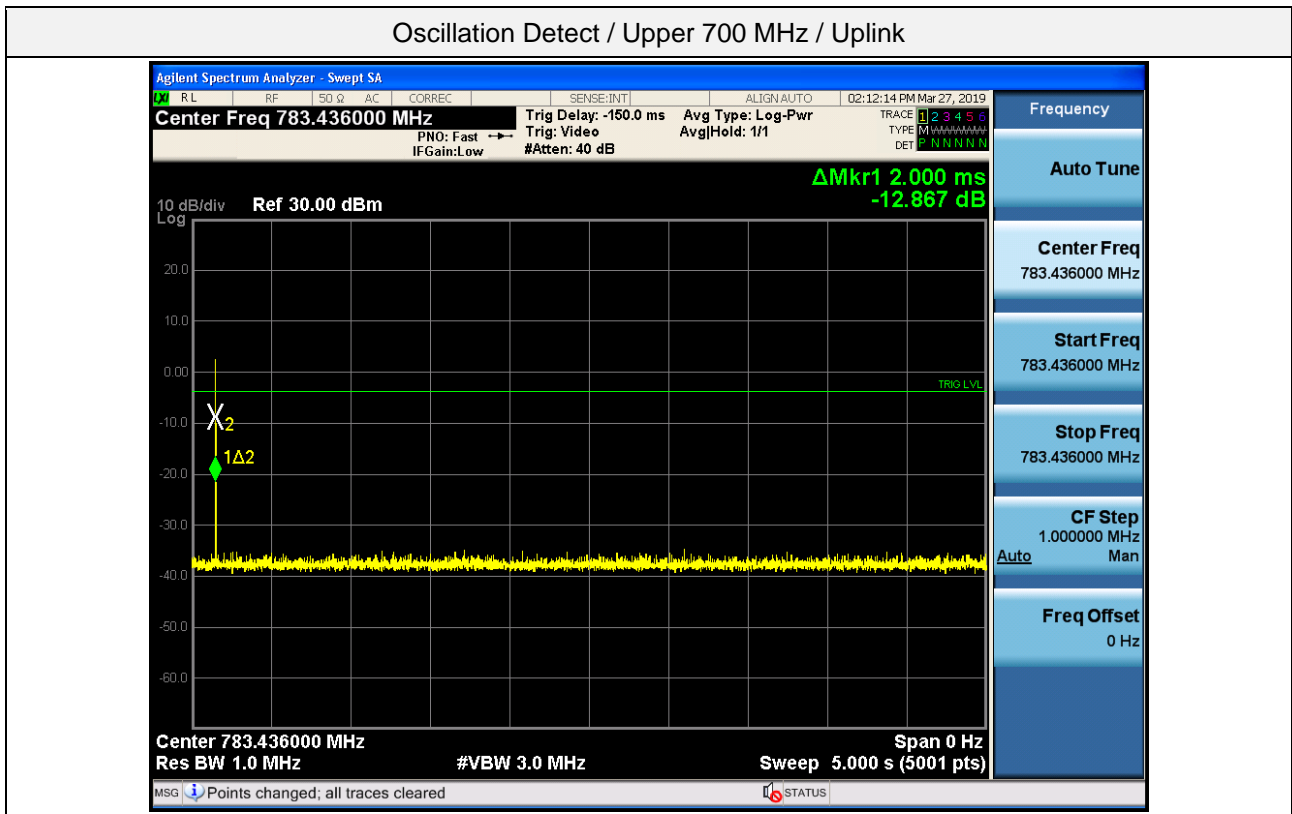 Oscillation Detect / Upper 700 MHz / Uplink
Agilent Spectrum Analyzer - Swept SA
LXI RL RF 50 Ω AC CORREC SENSE:INT ALIGN AUTO 02:12:14 PM Mar 27, 2019
Center Freq 783.436000 MHz
PNO: Fast
IFGain:Low
Trig Delay: -150.0 ms
Trig: Video
#Atten: 40 dB
Avg Type: Log-Pwr
Avg|Hold: 1/1
TRACE 1 2 3 4 5 6
TYPE M WWWWW
DET P N N N N N
ΔMkr1 2.000 ms
-12.867 dB
10 dB/div Ref 30.00 dBm
Log
20.0
10.0
0.00
TRIG LVL
-10.0
2
1Δ2
-20.0
-30.0
-40.0
-50.0
-60.0
Center 783.436000 MHz Span 0 Hz
Res BW 1.0 MHz #VBW 3.0 MHz Sweep 5.000 s (5001 pts)
MSG Points changed; all traces cleared STATUS
Frequency
Auto Tune
Center Freq
783.436000 MHz
Start Freq
783.436000 MHz
Stop Freq
783.436000 MHz
CF Step
1.000000 MHz
Auto Man
Freq Offset
0 Hz